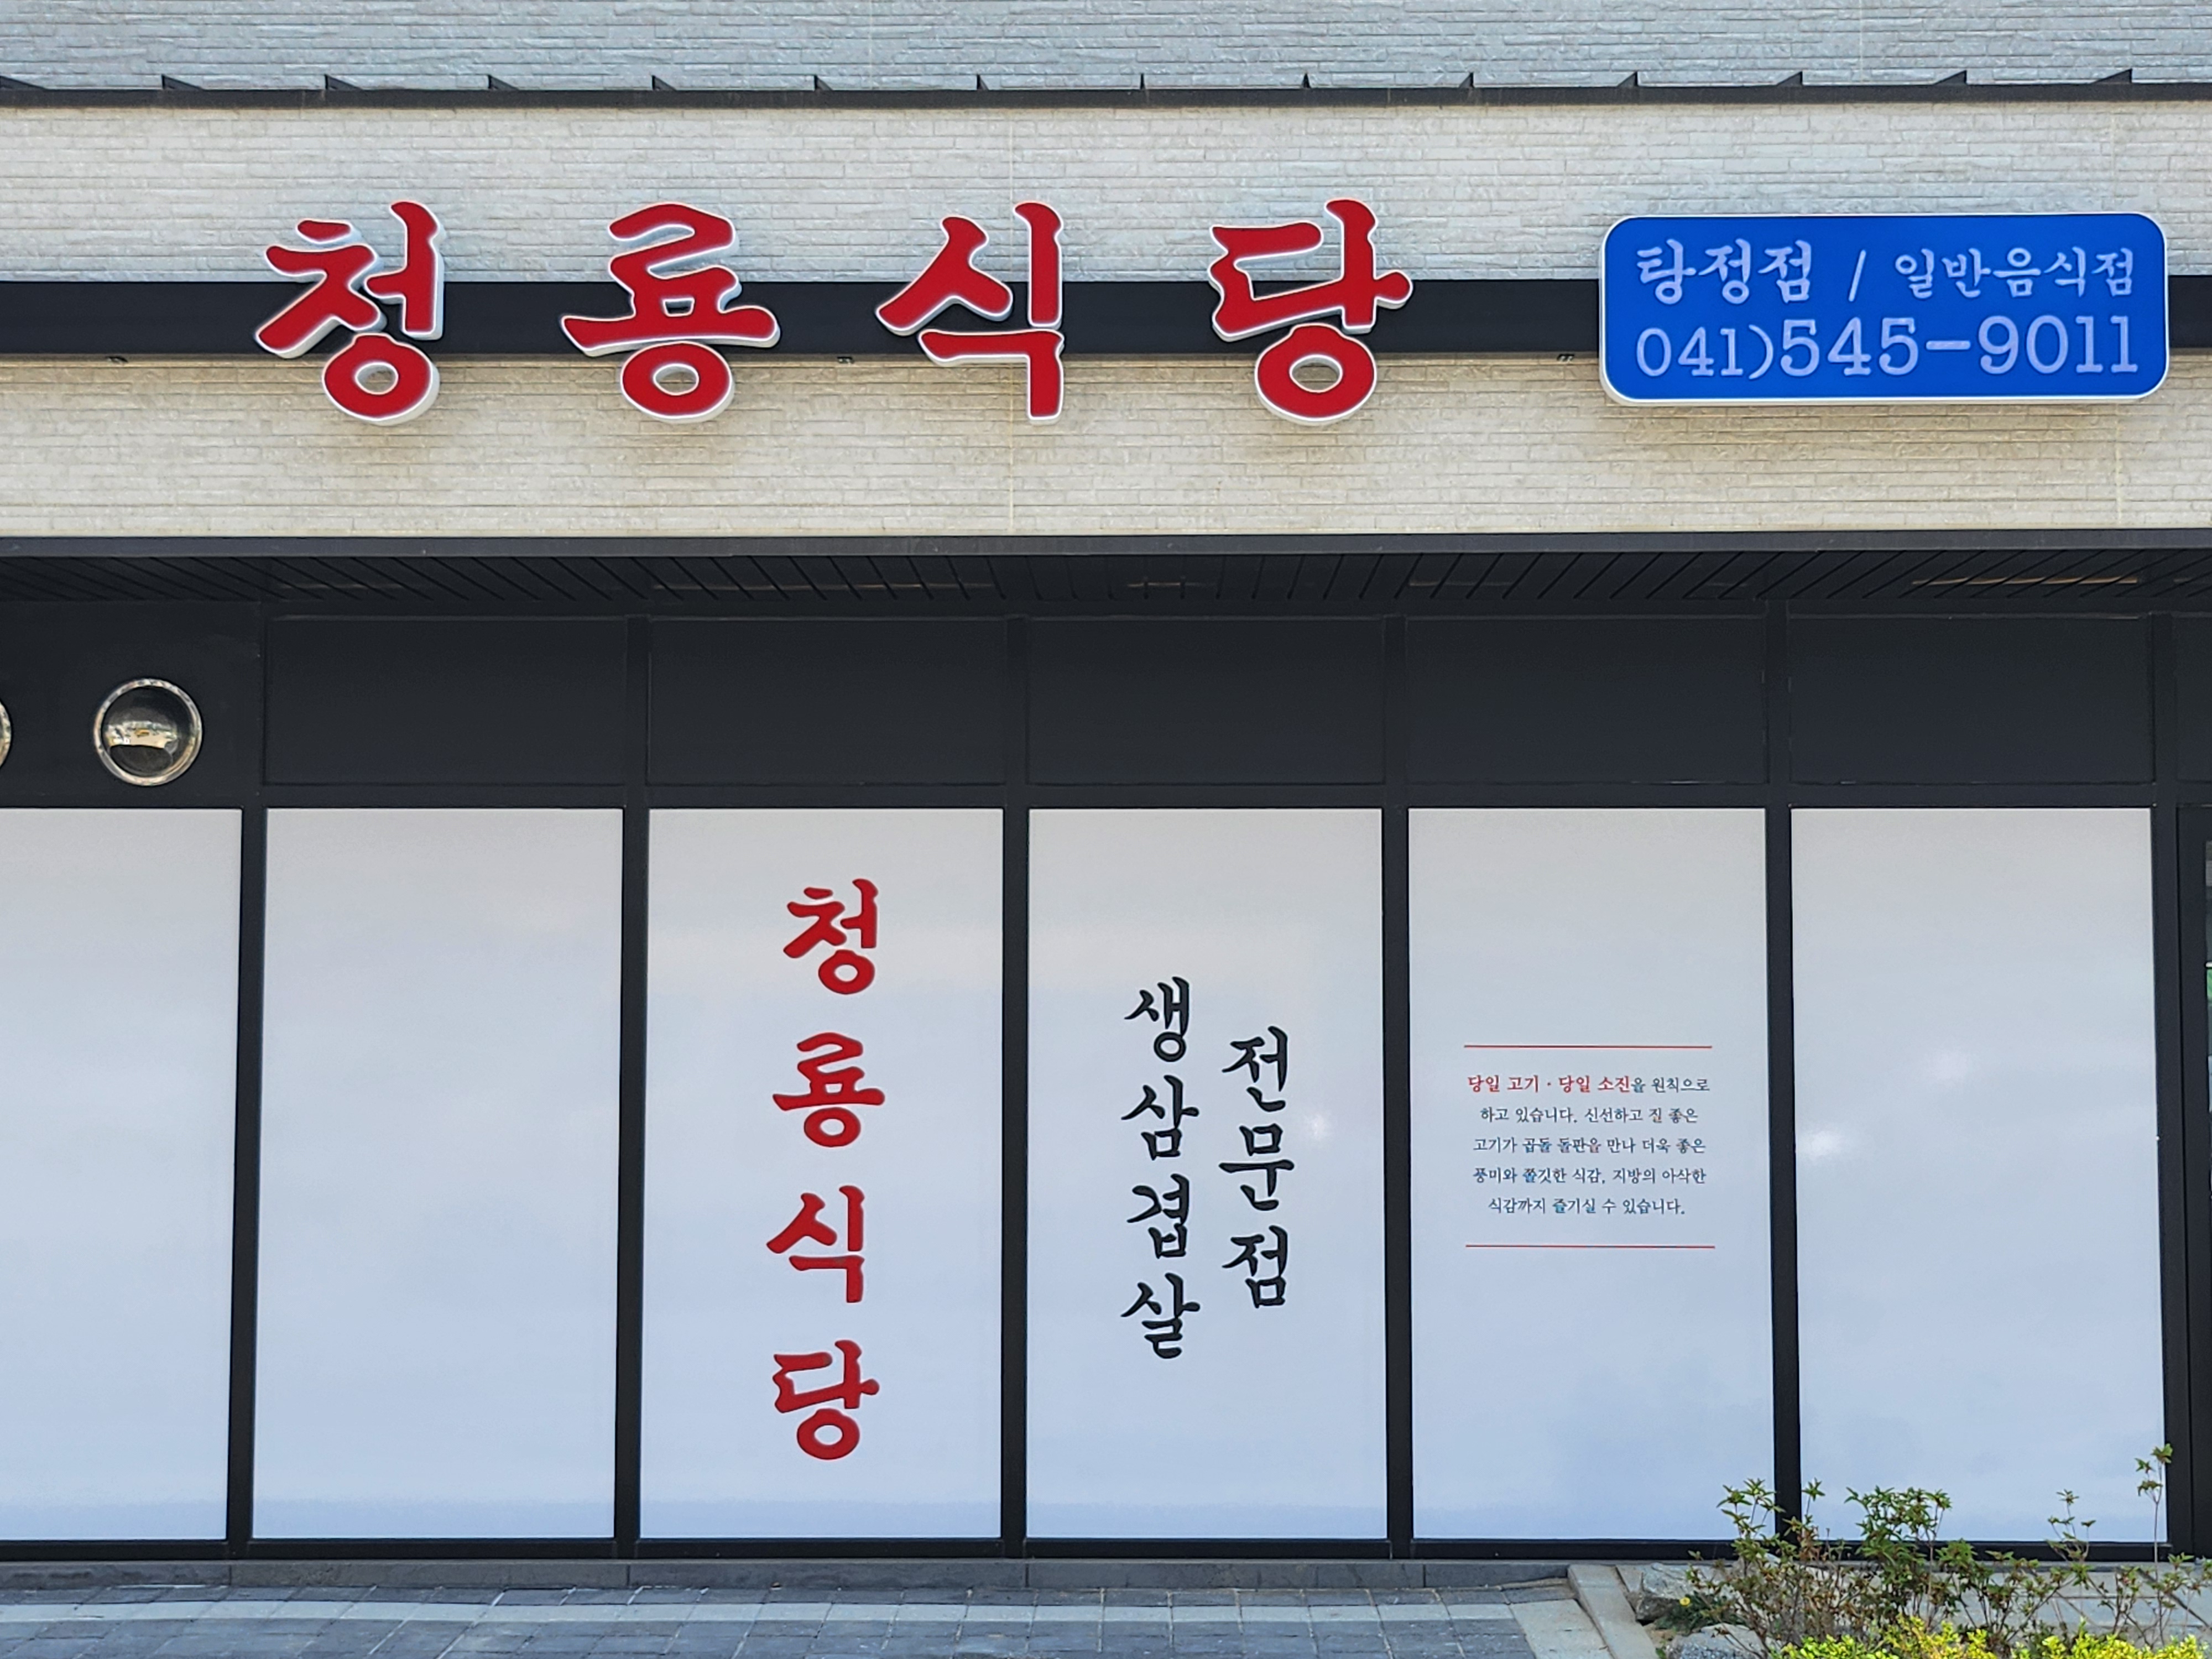 청룡식당
탕정점 / 일반음식점
041)545-9011
청룡식당
생삼겹살
전문점
당일 고기 · 당일 소진을 원칙으로
하고 있습니다. 신선하고 질 좋은
고기가 곱돌 돌판을 만나 더욱 좋은
풍미와 쫄깃한 식감, 지방의 아삭한
식감까지 즐기실 수 있습니다.